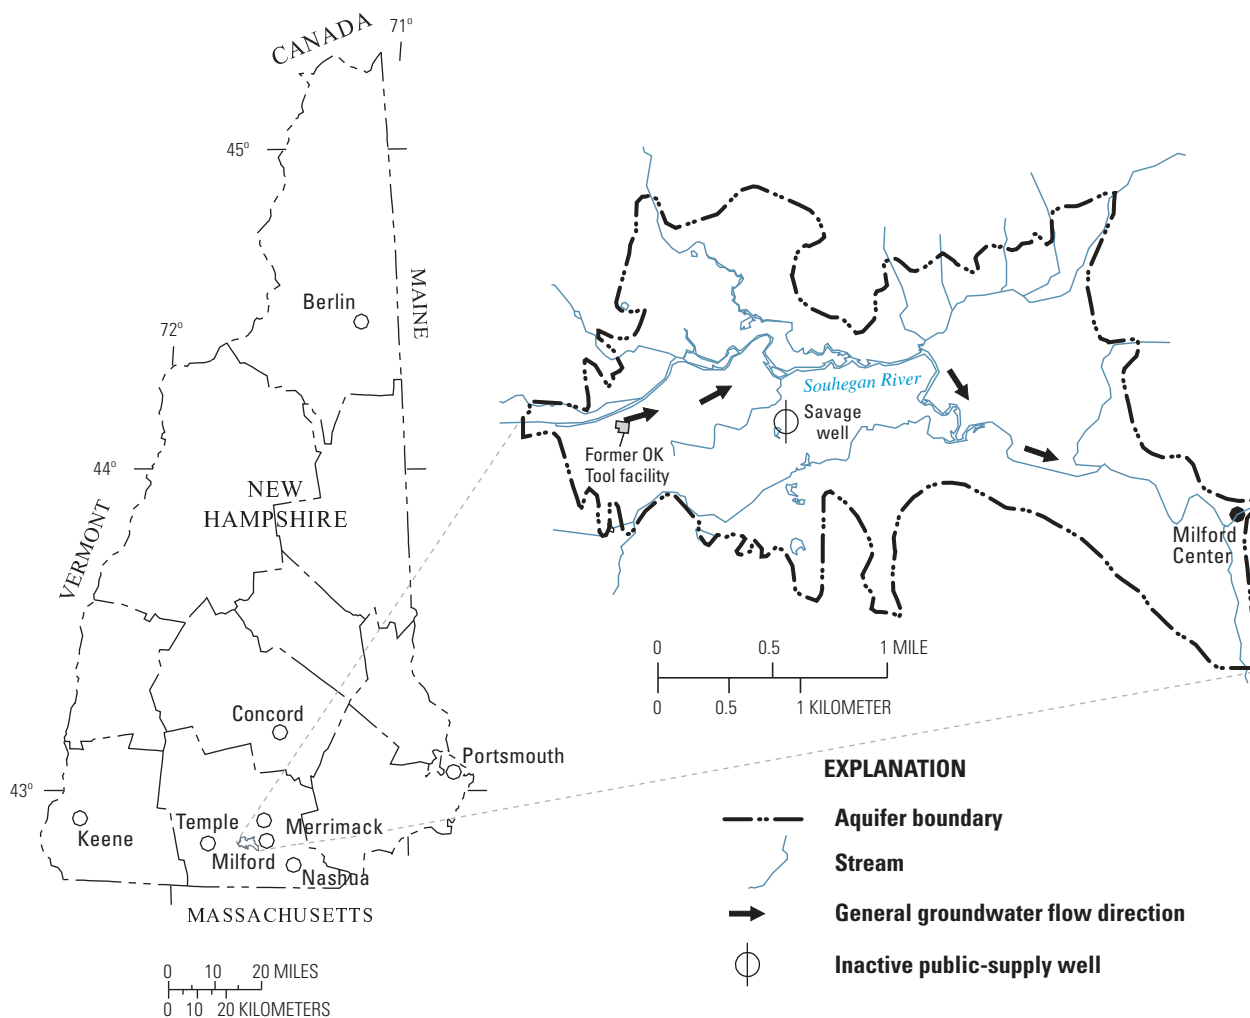 CANADA
71°
45°
MAINE
Berlin
72°
44°
NEW
HAMPSHIRE
VERMONT
Concord
Portsmouth
43°
Keene
Temple
Merrimack
Milford
Nashua
MASSACHUSETTS
0 10 20 MILES
0 10 20 KILOMETERS
Souhegan River
Savage
well
Former OK
Tool facility
Milford
Center
0 0.5 1 MILE
0 0.5 1 KILOMETER
EXPLANATION
Aquifer boundary
Stream
General groundwater flow direction
Inactive public-supply well